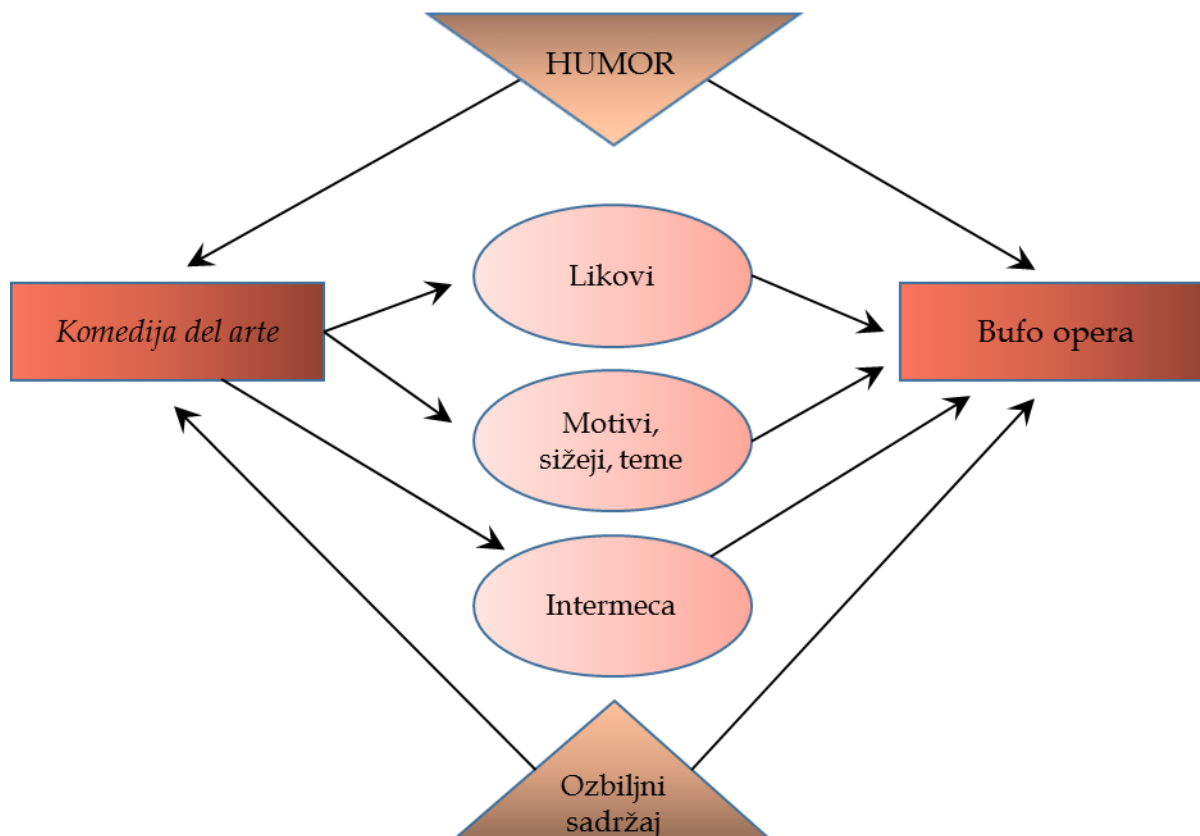 HUMOR
Likovi
Komedija del arte
Bufo opera
Motivi,
sižeji, teme
Intermeca
Ozbiljni
sadržaj